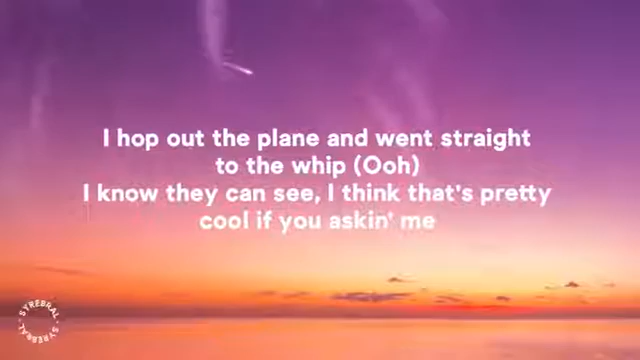 I hop out the plane and went straight
to the whip (Ooh)
I know they can see, I think that's pretty
cool if you askin' me
SYREBRAL • SYREBRAL •